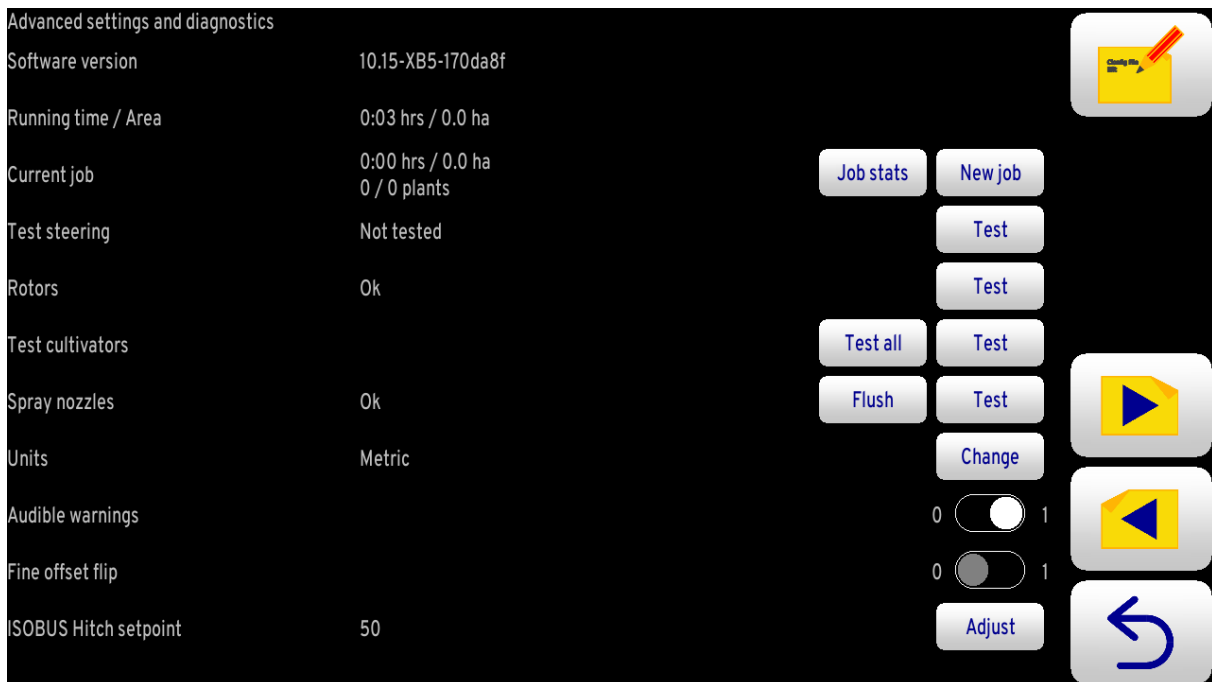 Advanced settings and diagnostics
Software version 10.15-XB5-170da8f
Running time / Area 0:03 hrs / 0.0 ha
Current job 0:00 hrs / 0.0 ha
0 / 0 plants
Job stats New job
Test steering Not tested Test
Rotors Ok Test
Test cultivators Test all Test
Spray nozzles Ok Flush Test
Units Metric Change
Audible warnings 0 1
Fine offset flip 0 1
ISOBUS Hitch setpoint 50 Adjust